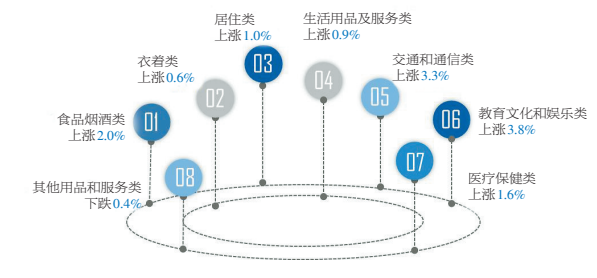 食品烟酒类
上涨2.0%
01
衣着类
上涨0.6%
02
居住类
上涨1.0%
03
生活用品及服务类
上涨0.9%
04
交通和通信类
上涨3.3%
05
教育文化和娱乐类
上涨3.8%
06
医疗保健类
上涨1.6%
07
其他用品和服务类
下跌0.4%
08